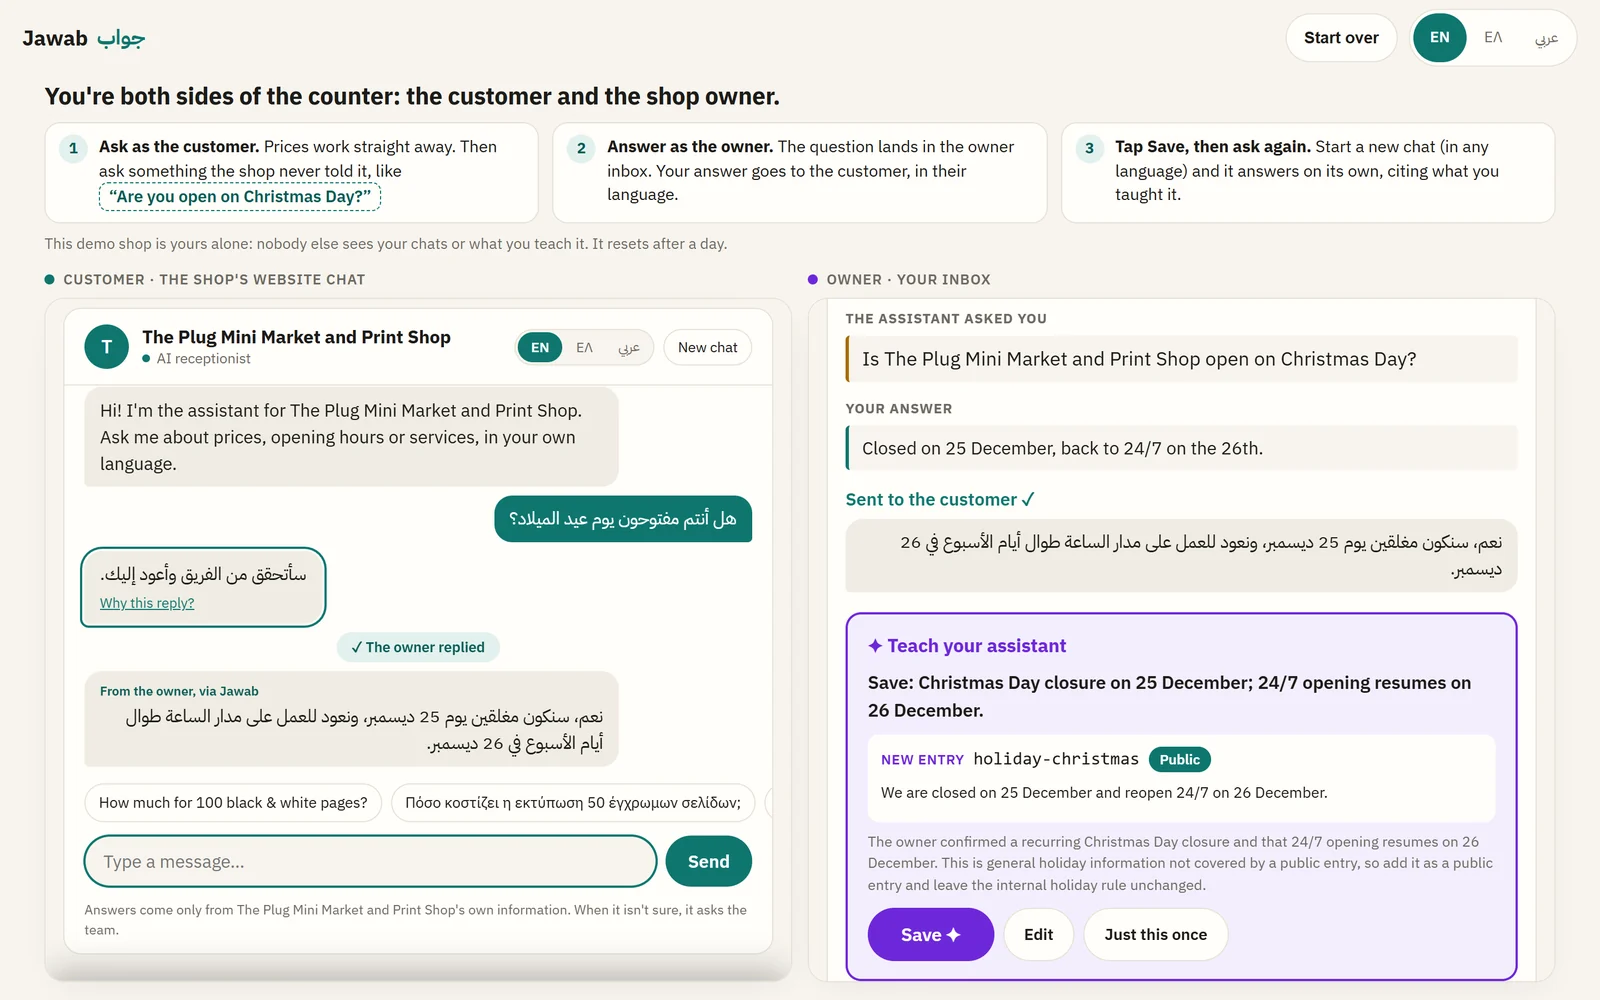 Jawab جواب
Start over
EN
ΕΛ
عربي
You're both sides of the counter: the customer and the shop owner.
1
Ask as the customer. Prices work straight away. Then
ask something the shop never told it, like
“Are you open on Christmas Day?”
2
Answer as the owner. The question lands in the owner
inbox. Your answer goes to the customer, in their
language.
3
Tap Save, then ask again. Start a new chat (in any
language) and it answers on its own, citing what you
taught it.
This demo shop is yours alone: nobody else sees your chats or what you teach it. It resets after a day.
CUSTOMER · THE SHOP'S WEBSITE CHAT
T
The Plug Mini Market and Print Shop
AI receptionist
EN
ΕΛ
عربي
New chat
Hi! I'm the assistant for The Plug Mini Market and Print Shop.
Ask me about prices, opening hours or services, in your own
language.
هل أنتم مفتوحون يوم عيد الميلاد؟
سأتحقق من الفريق وأعود إليك.
Why this reply?
✓ The owner replied
From the owner, via Jawab
نعم، سنكون مغلقين يوم 25 ديسمبر، ونعود للعمل على مدار الساعة طوال
أيام الأسبوع في 26 ديسمبر.
How much for 100 black & white pages?
Πόσο κοστίζει η εκτύπωση 50 έγχρωμων σελίδων;
Type a message...
Send
Answers come only from The Plug Mini Market and Print Shop's own information. When it isn't sure, it asks the
team.
OWNER · YOUR INBOX
THE ASSISTANT ASKED YOU
Is The Plug Mini Market and Print Shop open on Christmas Day?
YOUR ANSWER
Closed on 25 December, back to 24/7 on the 26th.
Sent to the customer ✓
نعم، سنكون مغلقين يوم 25 ديسمبر، ونعود للعمل على مدار الساعة طوال أيام الأسبوع في 26
ديسمبر.
✦ Teach your assistant
Save: Christmas Day closure on 25 December; 24/7 opening resumes on
26 December.
NEW ENTRY holiday-christmas Public
We are closed on 25 December and reopen 24/7 on 26 December.
The owner confirmed a recurring Christmas Day closure and that 24/7 opening resumes on 26
December. This is general holiday information not covered by a public entry, so add it as a public
entry and leave the internal holiday rule unchanged.
Save ✦
Edit
Just this once